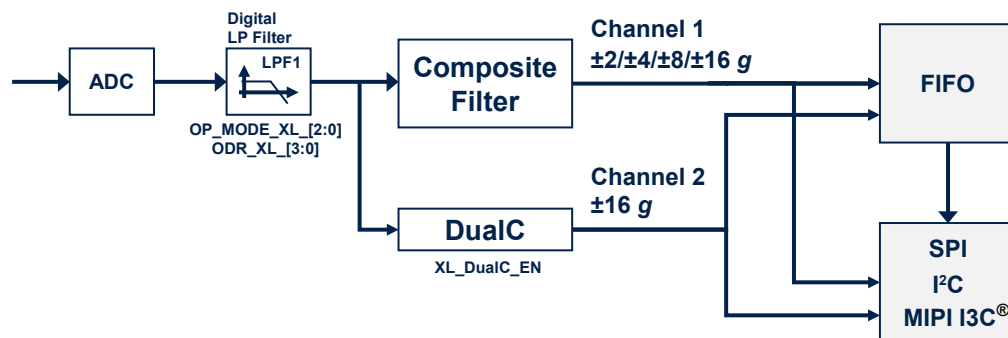 Digital
LP Filter
ADC
LPF1
OP_MODE_XL_[2:0]
ODR_XL_[3:0]
Composite
Filter
Channel 1
±2/±4/±8/±16 g
FIFO
Channel 2
±16 g
DualC
XL_DualC_EN
SPI
I²C
MIPI I3C®